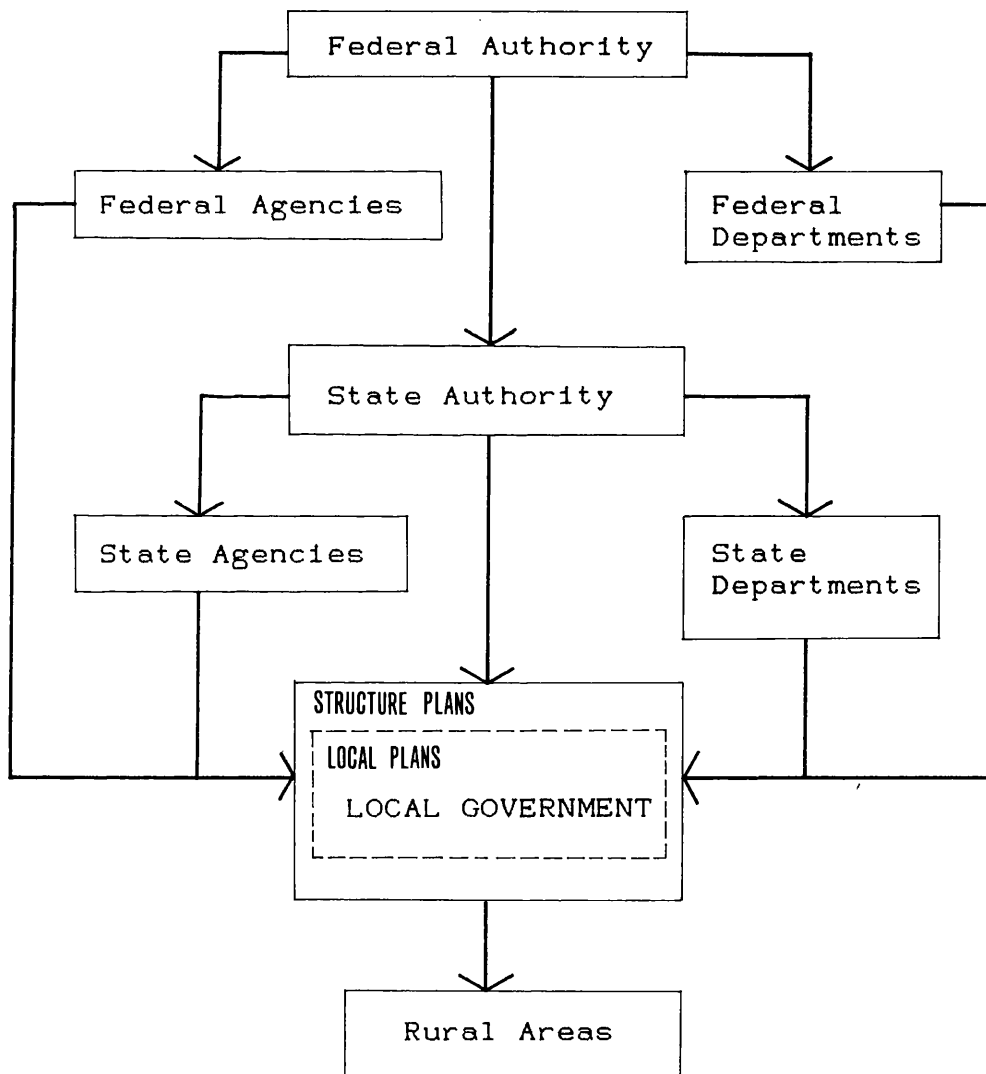 Federal Authority
Federal Agencies
Federal
Departments
State Authority
State Agencies
State
Departments
STRUCTURE PLANS
LOCAL PLANS
LOCAL GOVERNMENT
Rural Areas